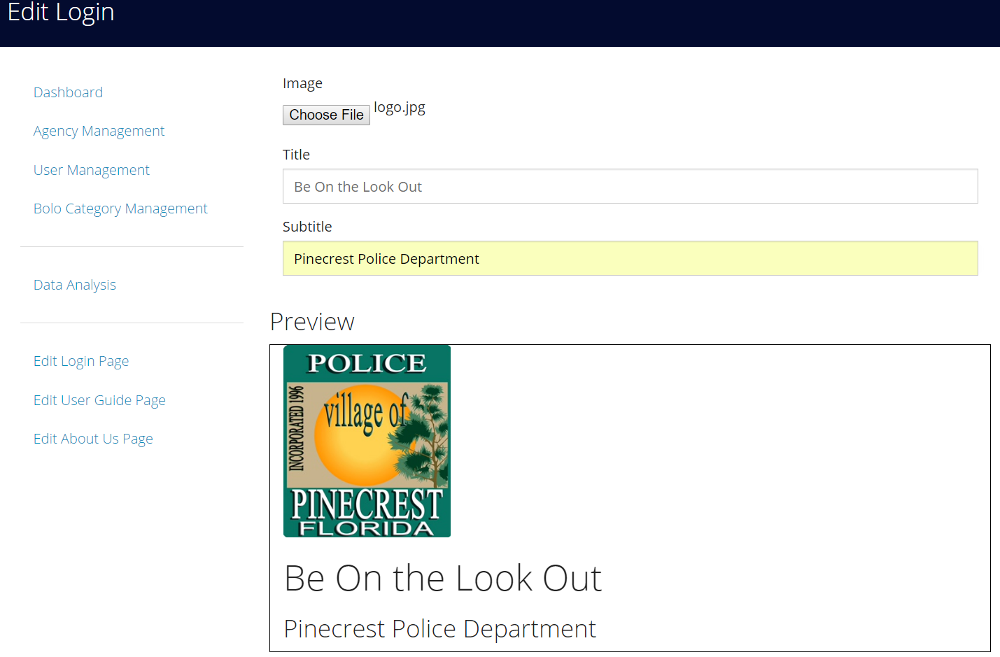 Edit Login
Dashboard
Agency Management
User Management
Bolo Category Management
Data Analysis
Edit Login Page
Edit User Guide Page
Edit About Us Page
Image
Choose File logo.jpg
Title
Be On the Look Out
Subtitle
Pinecrest Police Department
Preview
POLICE
INCORPORATED 1996
village of
PINECREST
FLORIDA
Be On the Look Out
Pinecrest Police Department